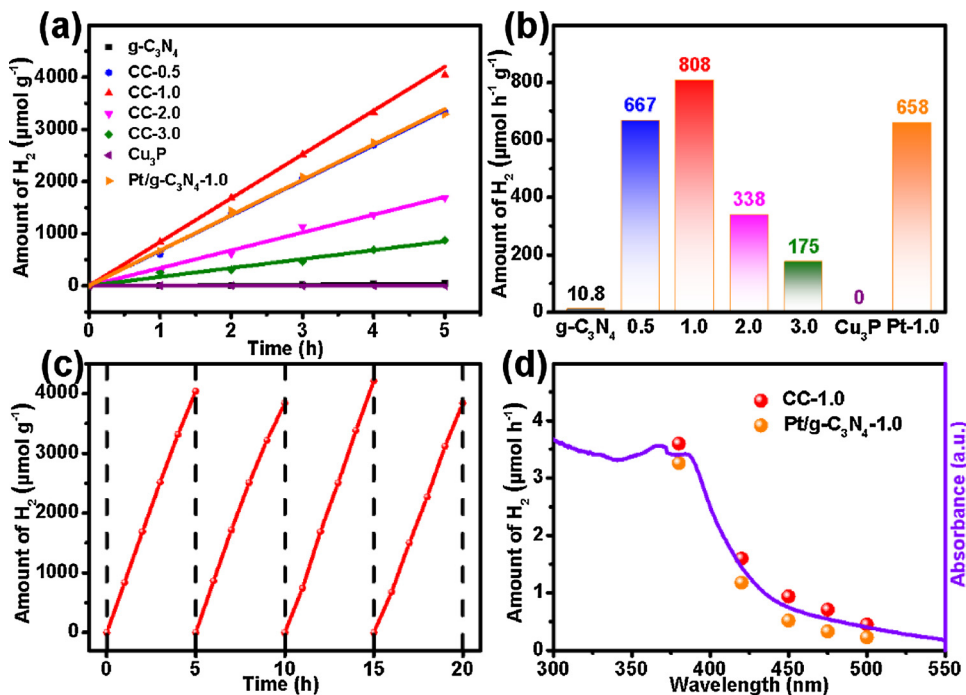 (a)
g-C₃N₄
CC-0.5
CC-1.0
CC-2.0
CC-3.0
Cu₃P
Pt/g-C₃N₄-1.0
Amount of H₂ (μmol g⁻¹)
4000
3000
2000
1000
0
0 1 2 3 4 5
Time (h)
(b)
Amount of H₂ (μmol h⁻¹ g⁻¹)
800
600
400
200
0
10.8
667
808
338
175
0
658
g-C₃N₄ 0.5 1.0 2.0 3.0 Cu₃P Pt-1.0
(c)
Amount of H₂ (μmol g⁻¹)
4000
3000
2000
1000
0
0 5 10 15 20
Time (h)
(d)
CC-1.0
Pt/g-C₃N₄-1.0
Amount of H₂ (μmol h⁻¹)
5
4
3
2
1
0
300 350 400 450 500 550
Wavelength (nm)
Absorbance (a.u.)